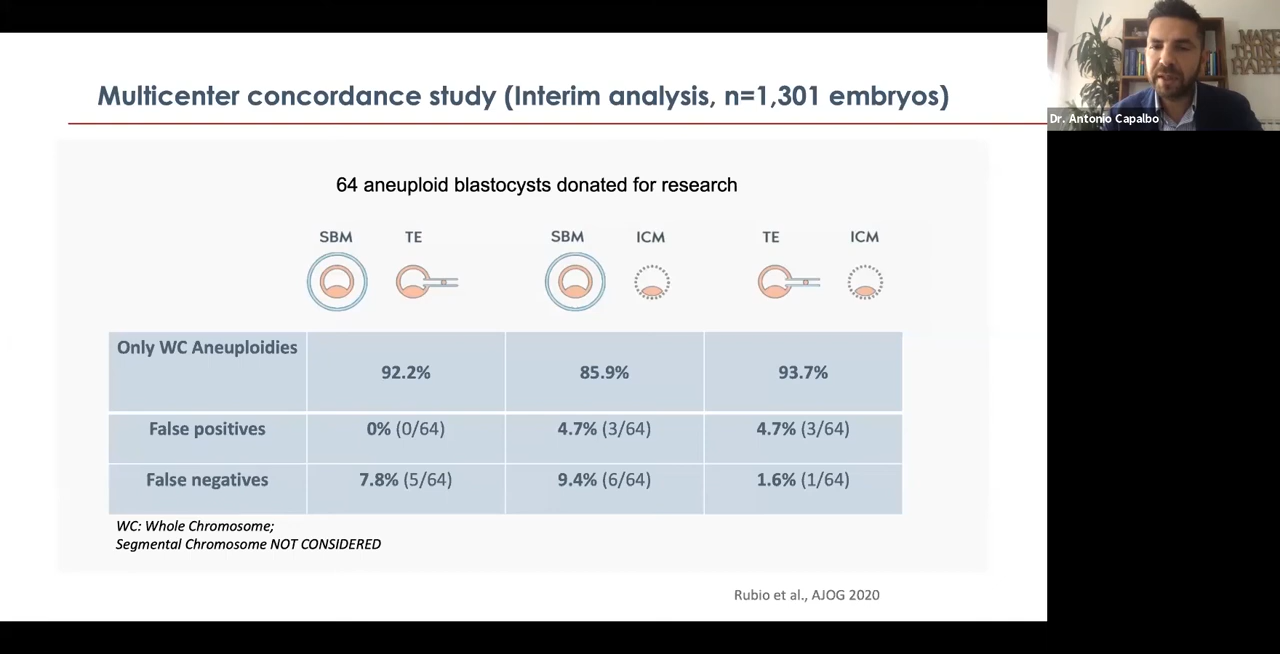 Multicenter concordance study (Interim analysis, n=1,301 embryos)
MAKE
THIN
HAPPE
Dr. Antonio Capalbo
64 aneuploid blastocysts donated for research
SBM TE SBM ICM TE ICM
Only WC Aneuploidies 92.2% 85.9% 93.7%
False positives 0% (0/64) 4.7% (3/64) 4.7% (3/64)
False negatives 7.8% (5/64) 9.4% (6/64) 1.6% (1/64)
WC: Whole Chromosome;
Segmental Chromosome NOT CONSIDERED
Rubio et al., AJOG 2020